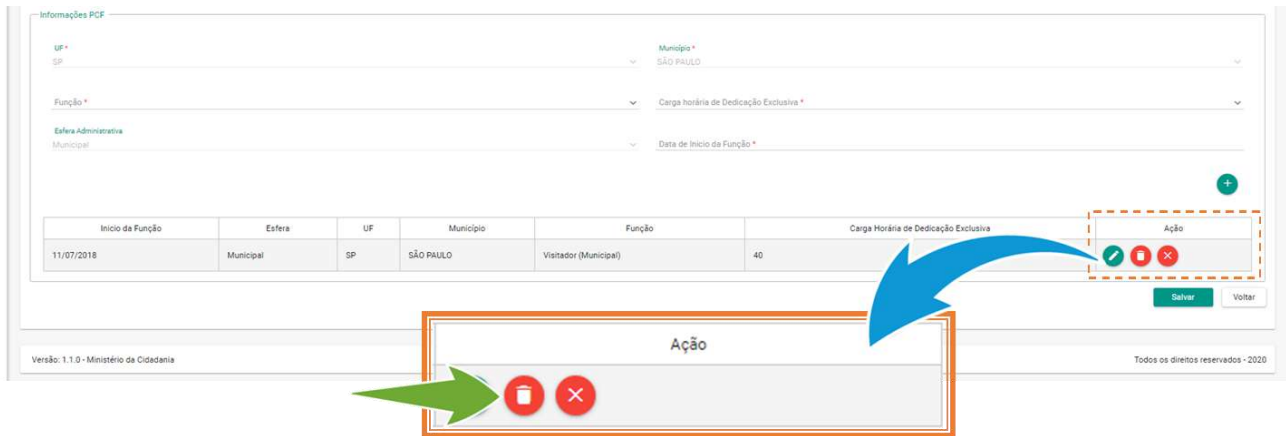 Informações PCF
UF * Município *
SP SÃO PAULO
Função * Carga horária de Dedicação Exclusiva *
Esfera Administrativa
Municipal Data de Inicio da Função *
Inicio da Função Esfera UF Município Função Carga Horária de Dedicação Exclusiva Ação
11/07/2018 Municipal SP SÃO PAULO Visitador (Municipal) 40
Salvar Voltar
Ação
Versão: 1.1.0 - Ministério da Cidadania Todos os direitos reservados - 2020